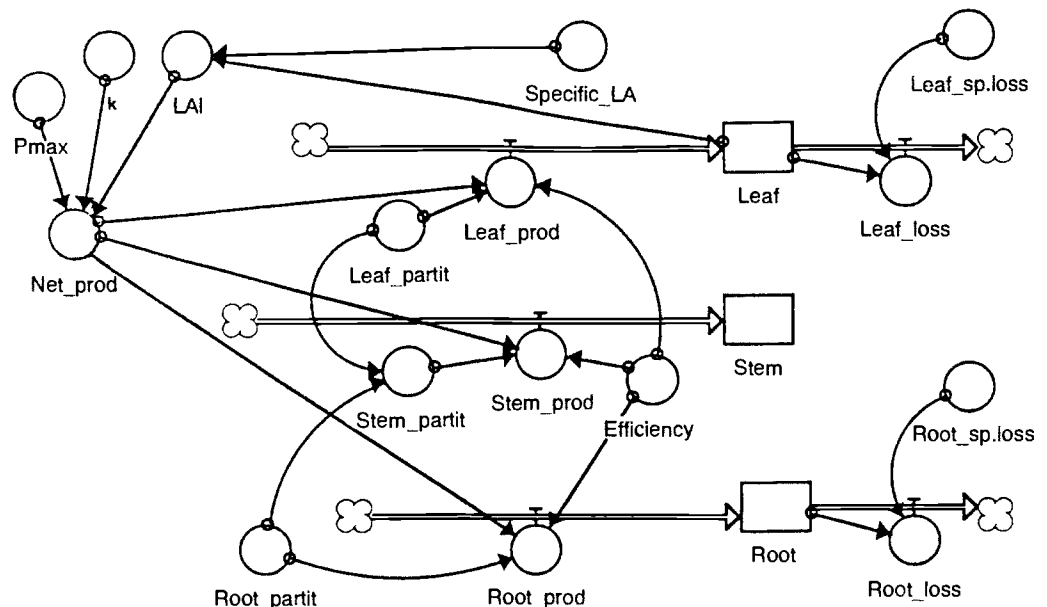 Pmax
k
LAI
Specific_LA
Leaf_sp.loss
Leaf
Leaf_loss
Leaf_prod
Leaf_partit
Net_prod
Stem
Stem_prod
Stem_partit
Efficiency
Root_sp.loss
Root
Root_loss
Root_partit
Root_prod